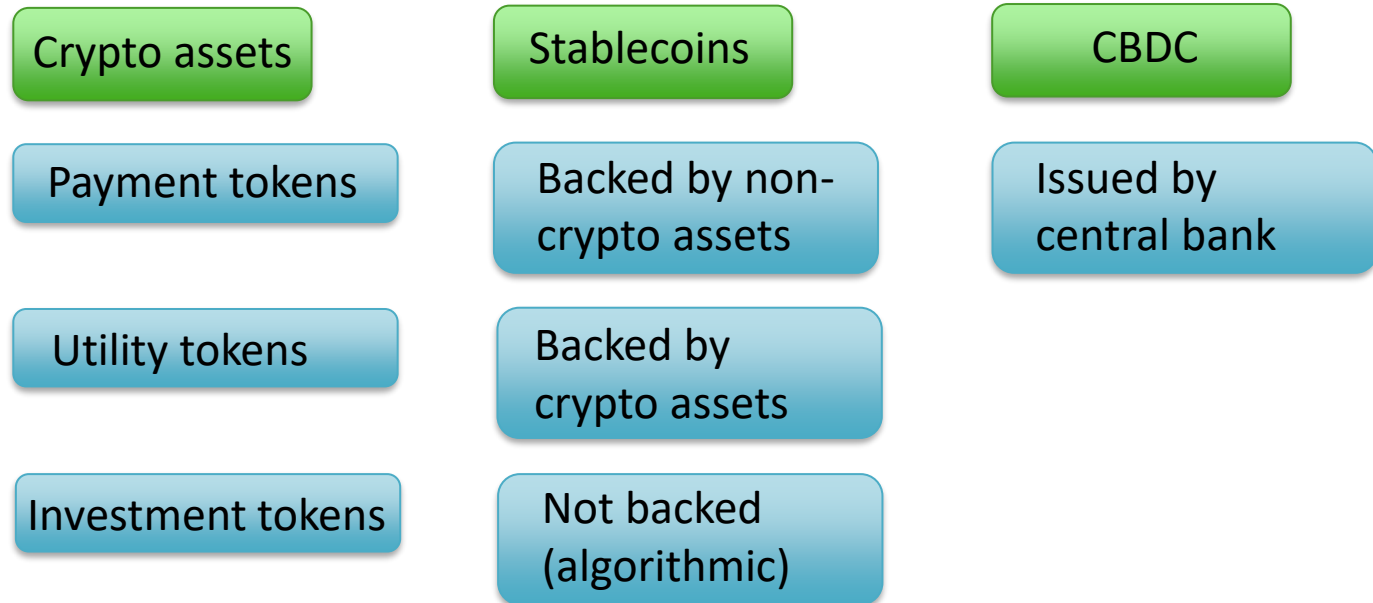 Crypto assets
Stablecoins
CBDC
Payment tokens
Backed by non-
crypto assets
Issued by
central bank
Utility tokens
Backed by
crypto assets
Investment tokens
Not backed
(algorithmic)